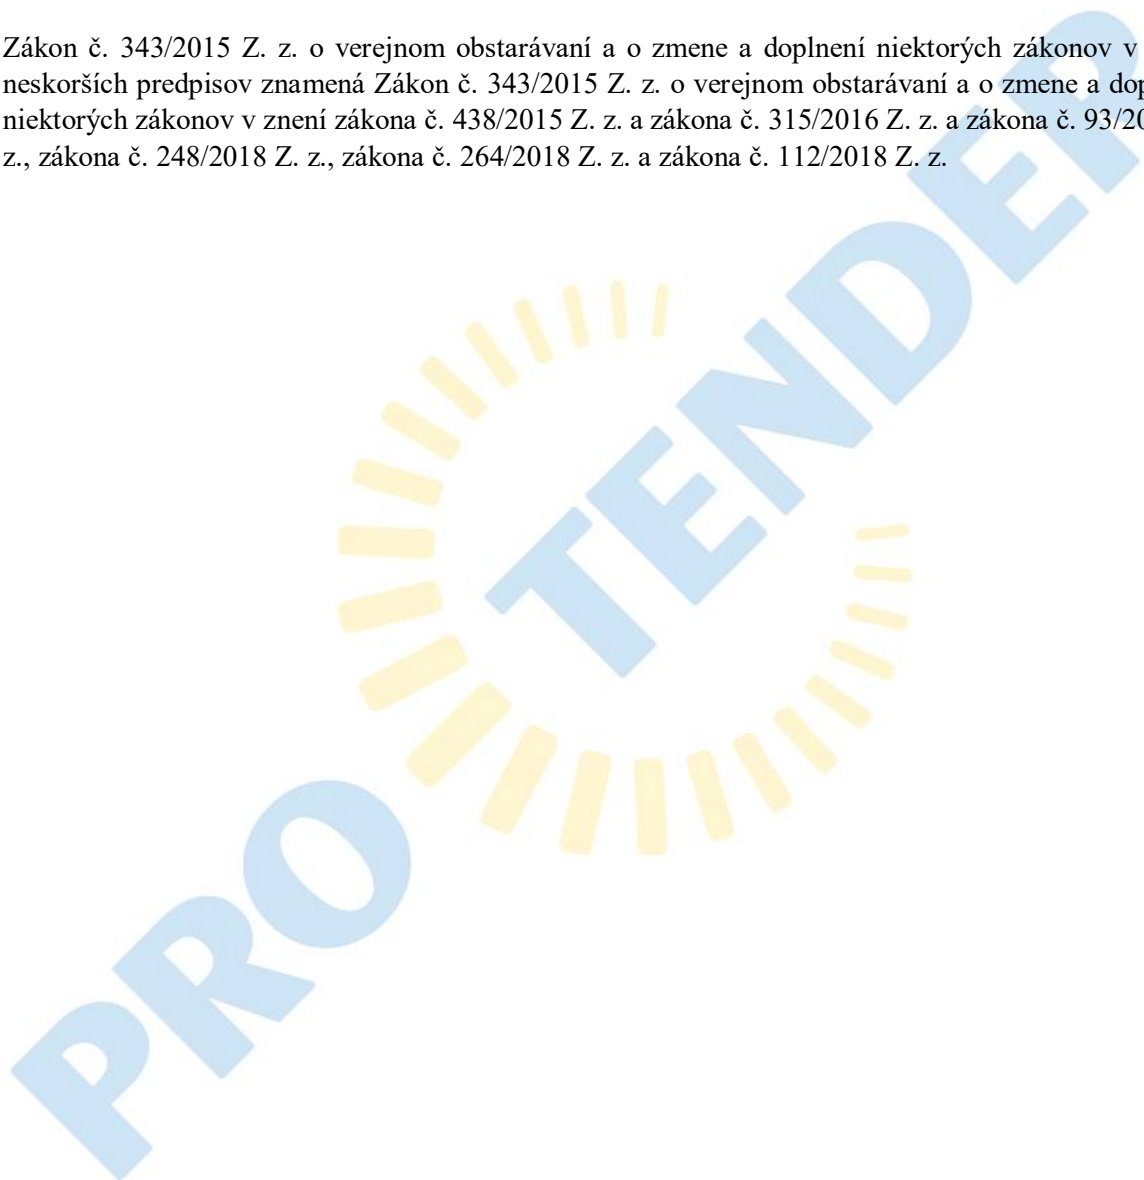 Zákon č. 343/2015 Z. z. o verejnom obstarávaní a o zmene a doplnení niektorých zákonov v
neskorších predpisov znamená Zákon č. 343/2015 Z. z. o verejnom obstarávaní a o zmene a dop
niektorých zákonov v znení zákona č. 438/2015 Z. z. a zákona č. 315/2016 Z. z. a zákona č. 93/20
z., zákona č. 248/2018 Z. z., zákona č. 264/2018 Z. z. a zákona č. 112/2018 Z. z.
PRO TENDER